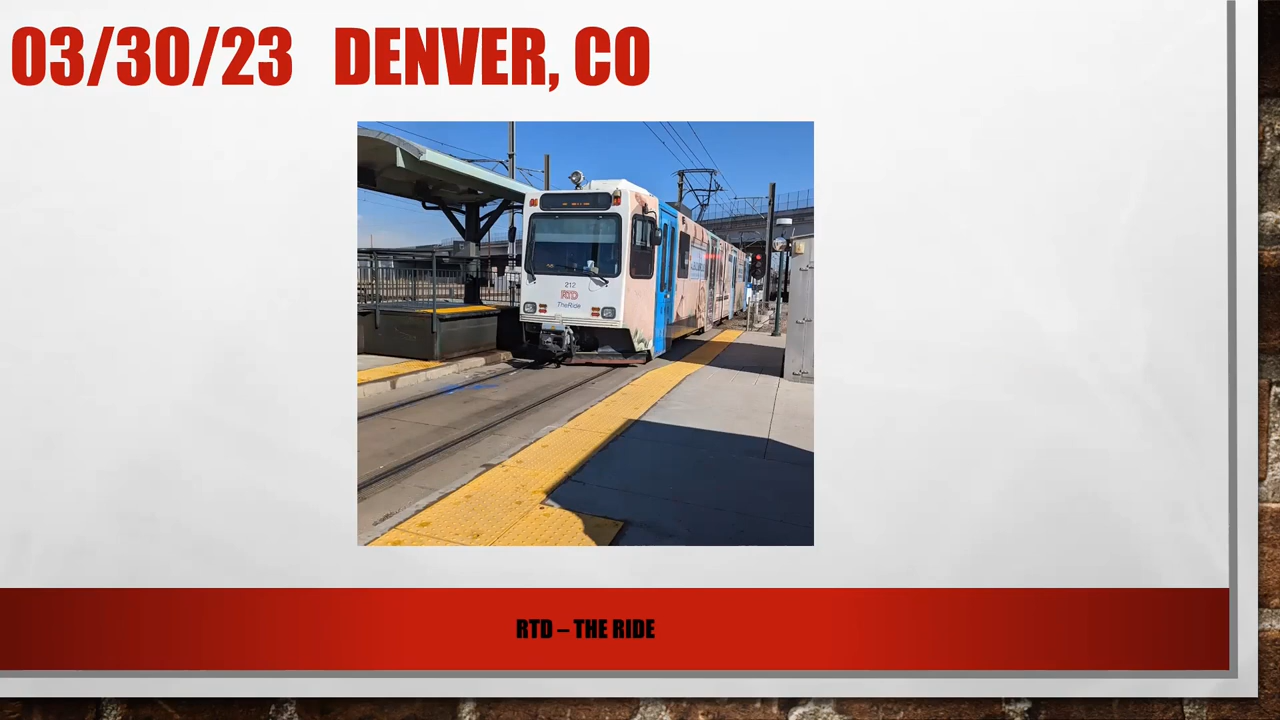 03/30/23 DENVER, CO
212
RTD
TheRide
RTD – THE RIDE